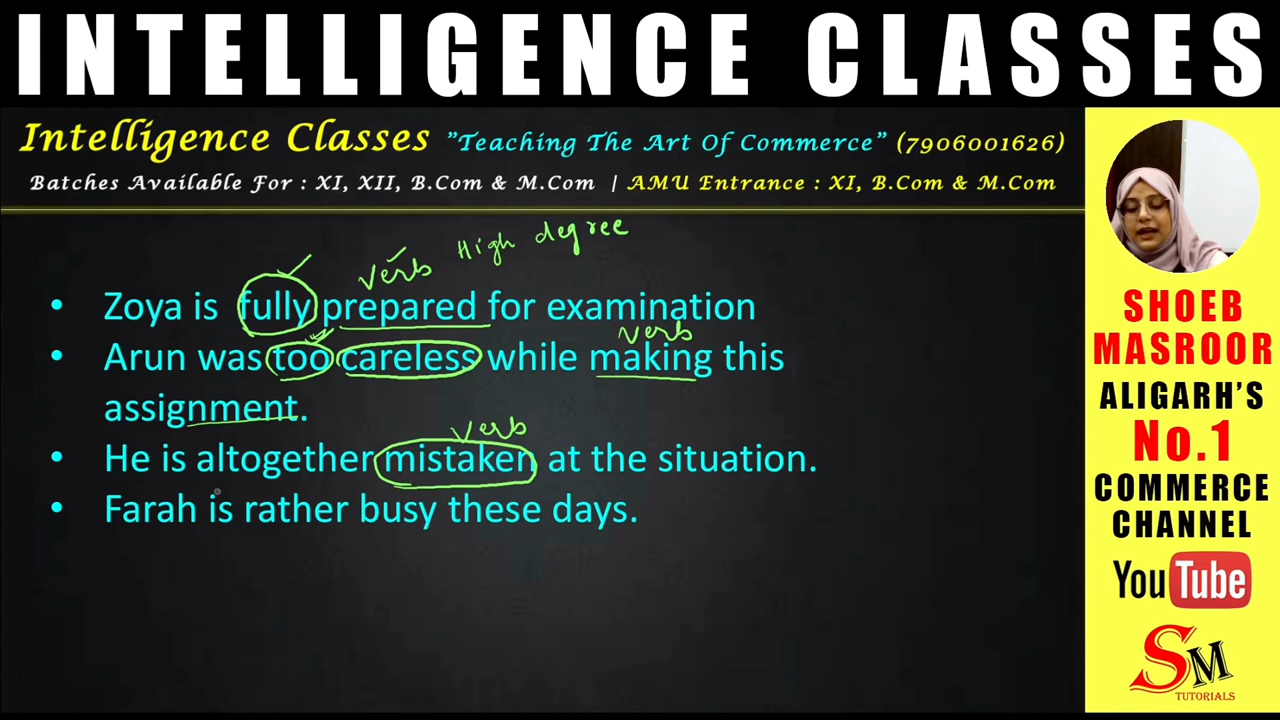 INTELLIGENCE CLASSES
Intelligence Classes "Teaching The Art Of Commerce" (7906001626)
Batches Available For : XI, XII, B.Com & M.Com | AMU Entrance : XI, B.Com & M.Com
verb High degree
• Zoya is fully prepared for examination
verb
• Arun was too careless while making this
assignment.
verb
• He is altogether mistaken at the situation.
• Farah is rather busy these days.
SHOEB
MASROOR
ALIGARH'S
No.1
COMMERCE
CHANNEL
YouTube
SM
TUTORIALS